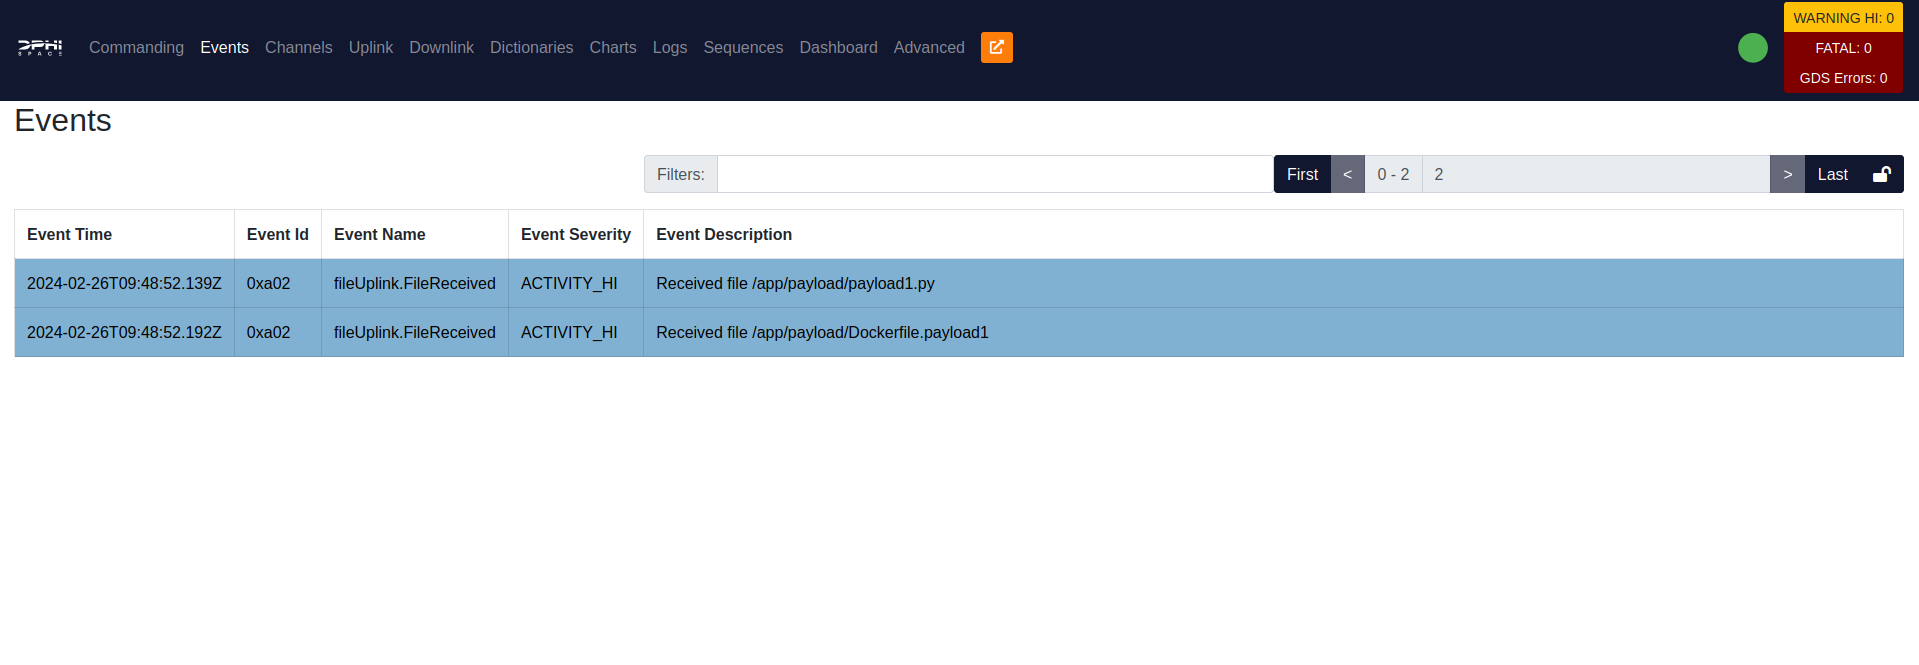 DPHI
SPACE
Commanding Events Channels Uplink Downlink Dictionaries Charts Logs Sequences Dashboard Advanced
WARNING HI: 0
FATAL: 0
GDS Errors: 0
Events
Filters: First < 0 - 2 2 > Last
Event Time Event Id Event Name Event Severity Event Description
2024-02-26T09:48:52.139Z 0xa02 fileUplink.FileReceived ACTIVITY_HI Received file /app/payload/payload1.py
2024-02-26T09:48:52.192Z 0xa02 fileUplink.FileReceived ACTIVITY_HI Received file /app/payload/Dockerfile.payload1